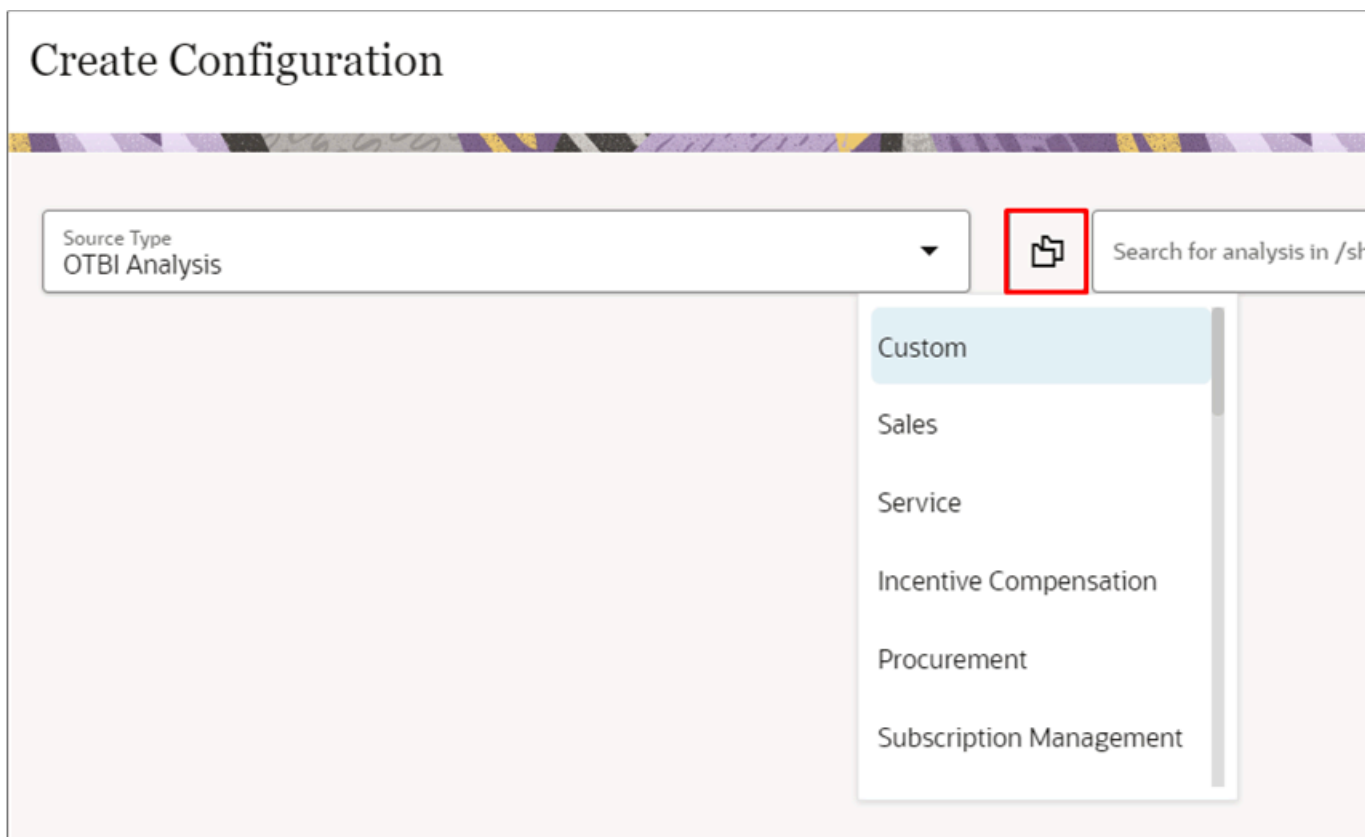 Create Configuration
Source Type
OTBI Analysis
Search for analysis in /sh
Custom
Sales
Service
Incentive Compensation
Procurement
Subscription Management